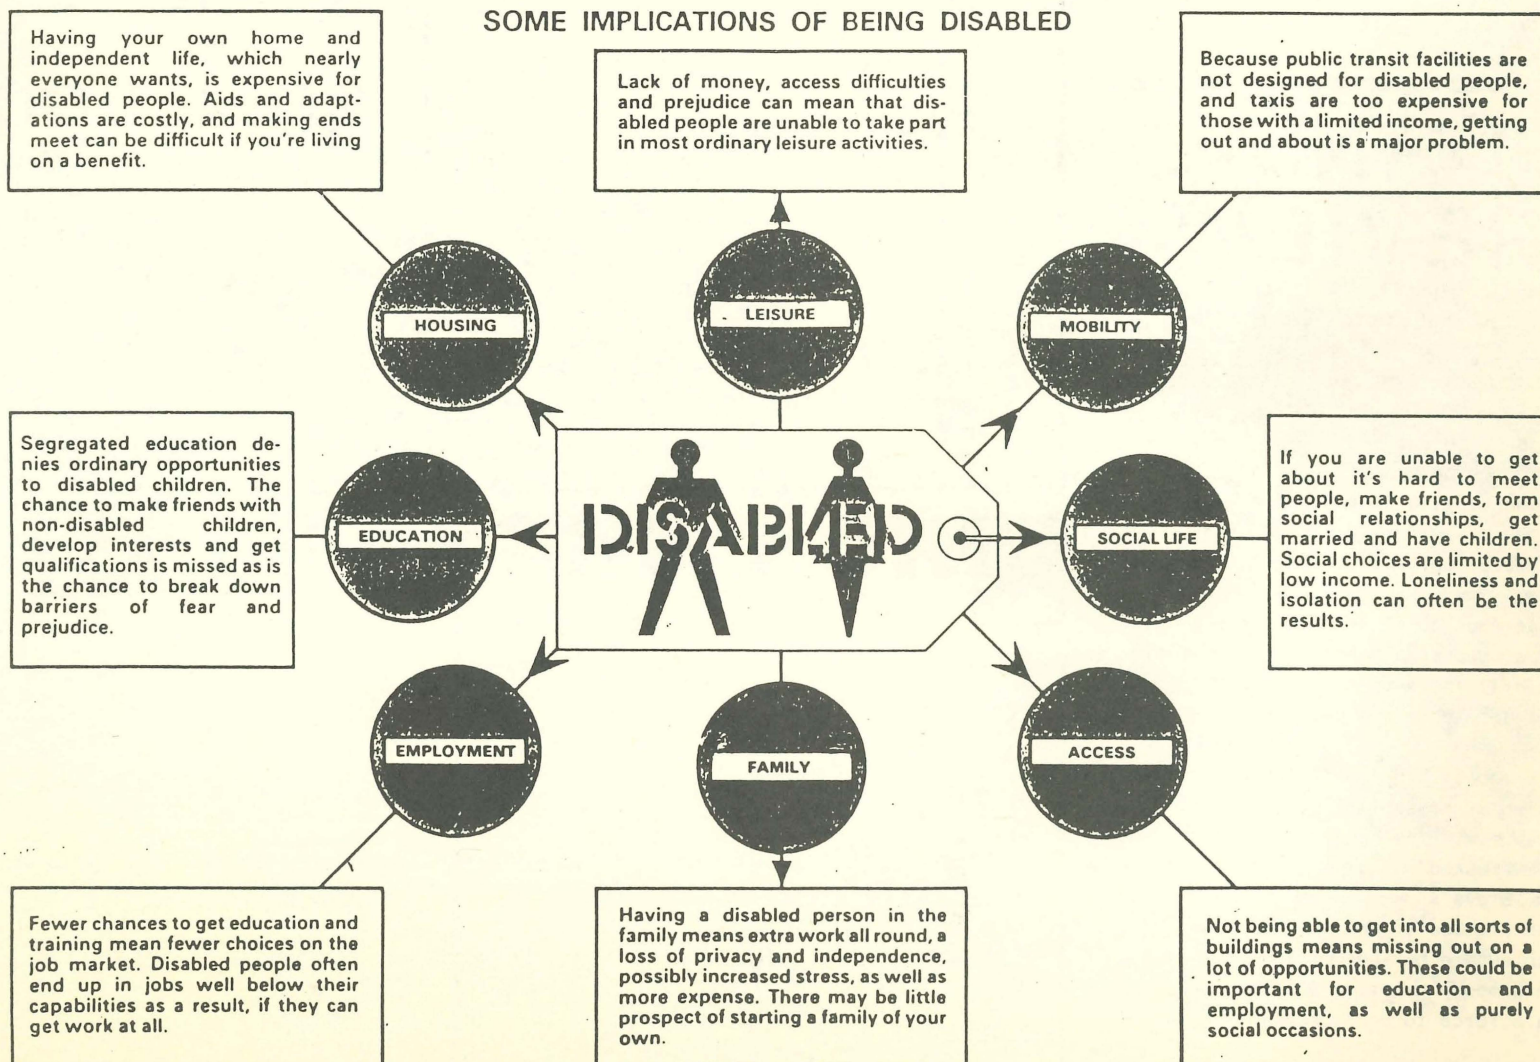 SOME IMPLICATIONS OF BEING DISABLED
Having your own home and
independent life, which nearly
everyone wants, is expensive for
disabled people. Aids and adapt-
ations are costly, and making ends
meet can be difficult if you're living
on a benefit.
Lack of money, access difficulties
and prejudice can mean that dis-
abled people are unable to take part
in most ordinary leisure activities.
Because public transit facilities are
not designed for disabled people,
and taxis are too expensive for
those with a limited income, getting
out and about is a major problem.
HOUSING
LEISURE
MOBILITY
Segregated education de-
nies ordinary opportunities
to disabled children. The
chance to make friends with
non-disabled children,
develop interests and get
qualifications is missed as is
the chance to break down
barriers of fear and
prejudice.
EDUCATION
DISABLED
SOCIAL LIFE
If you are unable to get
about it's hard to meet
people, make friends, form
social relationships, get
married and have children.
Social choices are limited by
low income. Loneliness and
isolation can often be the
results.
EMPLOYMENT
FAMILY
ACCESS
Fewer chances to get education and
training mean fewer choices on the
job market. Disabled people often
end up in jobs well below their
capabilities as a result, if they can
get work at all.
Having a disabled person in the
family means extra work all round, a
loss of privacy and independence,
possibly increased stress, as well as
more expense. There may be little
prospect of starting a family of your
own.
Not being able to get into all sorts of
buildings means missing out on a
lot of opportunities. These could be
important for education and
employment, as well as purely
social occasions.